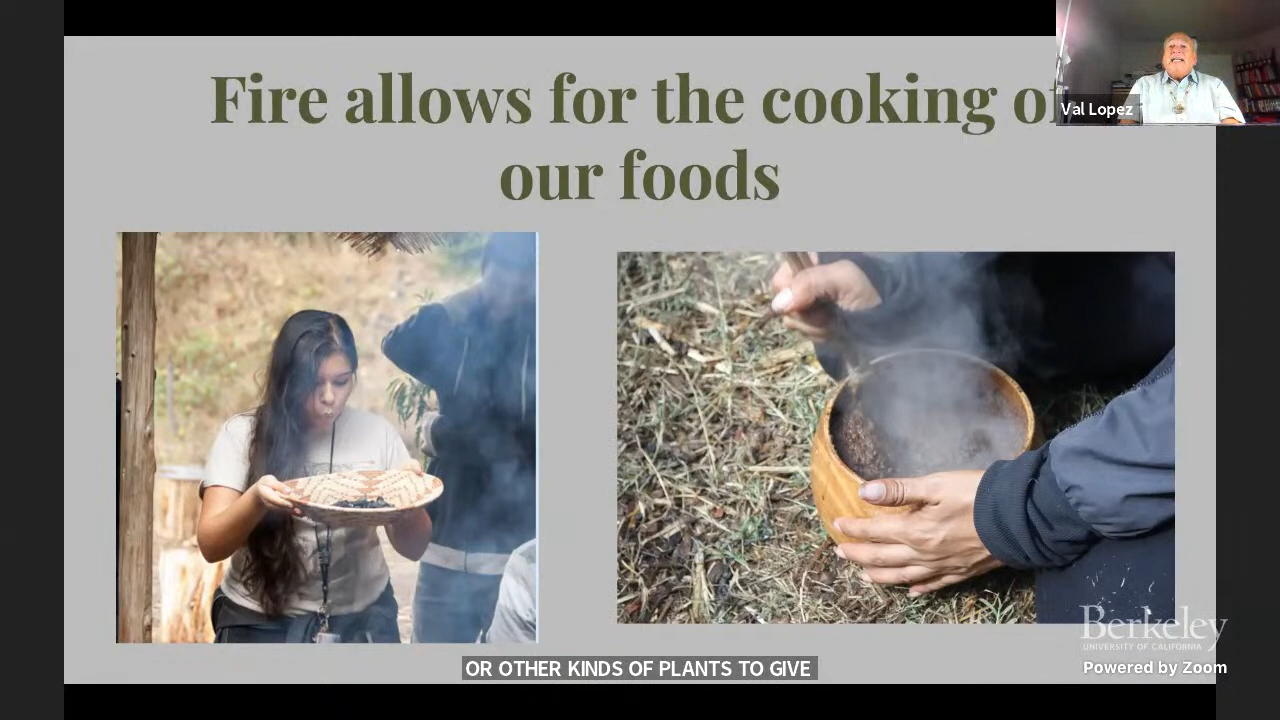 Fire allows for the cooking of
our foods
Val Lopez
OR OTHER KINDS OF PLANTS TO GIVE
Berkeley
UNIVERSITY OF CALIFORNIA
Powered by Zoom